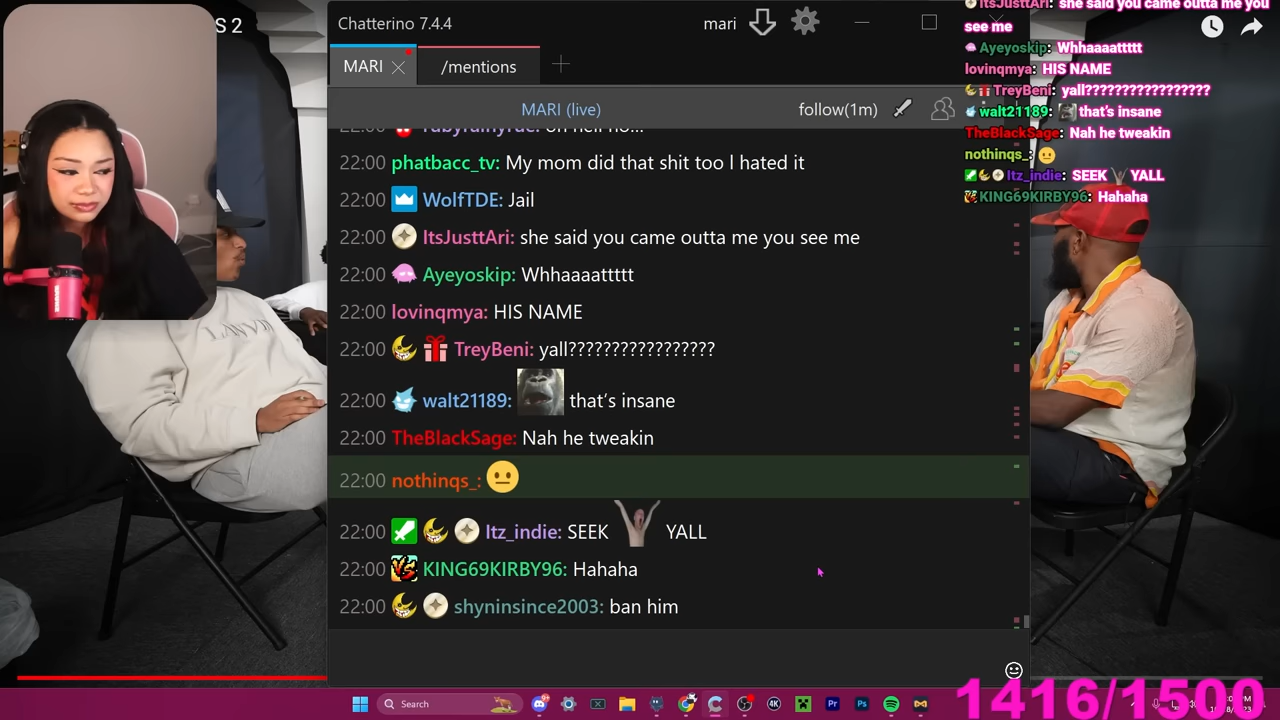 S 2
Chatterino 7.4.4
mari
MARI
/mentions
MARI (live)
follow(1m)
22:00 phatbacc_tv: My mom did that shit too I hated it
22:00 WolfTDE: Jail
22:00 ItsJusttAri: she said you came outta me you see me
22:00 Ayeyoskip: Whhaaaattttt
22:00 lovinqmya: HIS NAME
22:00 TreyBeni: yall????????????????
22:00 walt21189: that's insane
22:00 TheBlackSage: Nah he tweakin
22:00 nothinqs_:
22:00 Itz_indie: SEEK YALL
22:00 KING69KIRBY96: Hahaha
22:00 shyninsince2003: ban him
ItsJusttAri: she said you came outta me you
see me
Ayeyoskip: Whhaaaattttt
lovinqmya: HIS NAME
TreyBeni: yall????????????????
walt21189: that's insane
TheBlackSage: Nah he tweakin
nothinqs_:
Itz_indie: SEEK YALL
KING69KIRBY96: Hahaha
Search
1416/1500